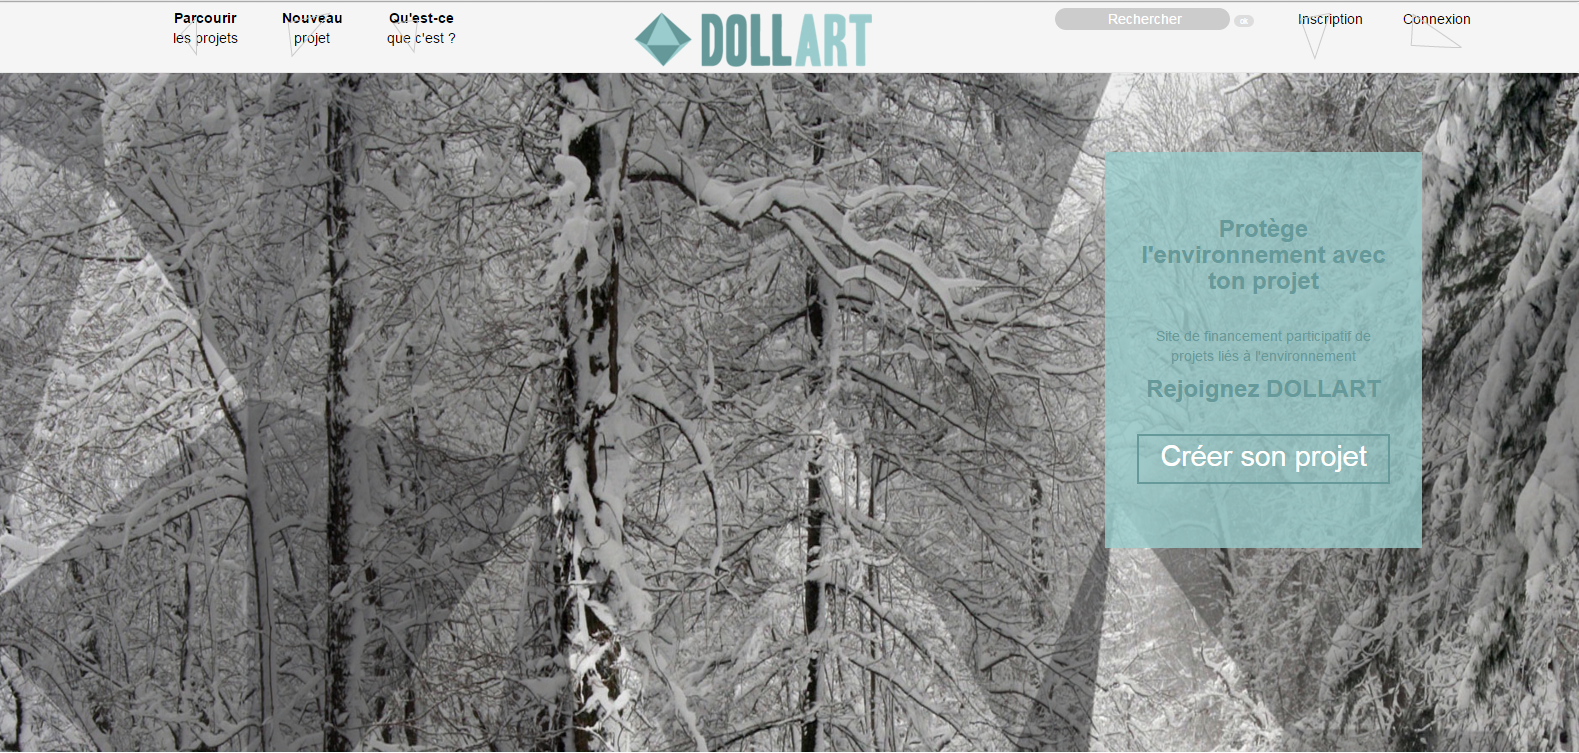 Parcourir
les projets
Nouveau
projet
Qu'est-ce
que c'est ?
DOLLART
Rechercher
ok
Inscription
Connexion
Protège
l'environnement avec
ton projet
Site de financement participatif de
projets liés à l'environnement
Rejoignez DOLLART
Créer son projet